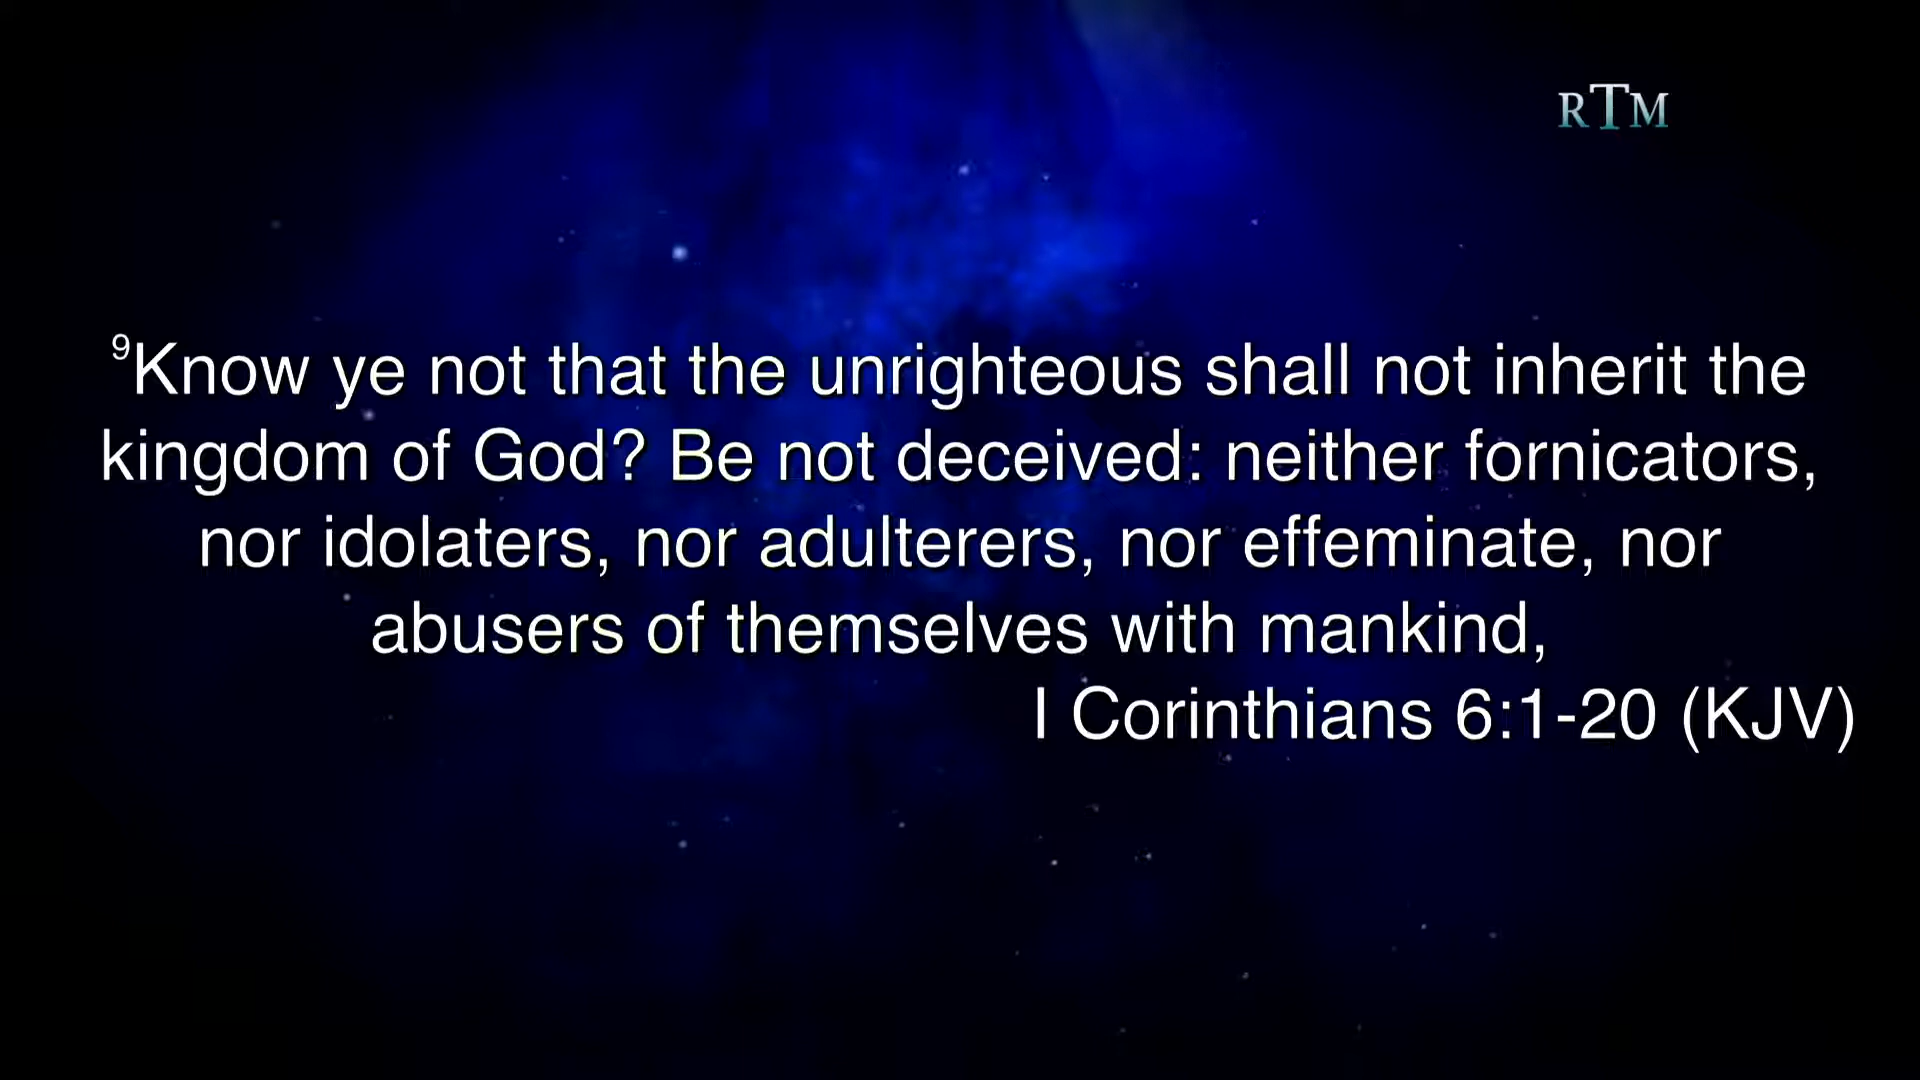 RTM
⁹Know ye not that the unrighteous shall not inherit the
kingdom of God? Be not deceived: neither fornicators,
nor idolaters, nor adulterers, nor effeminate, nor
abusers of themselves with mankind,
I Corinthians 6:1-20 (KJV)